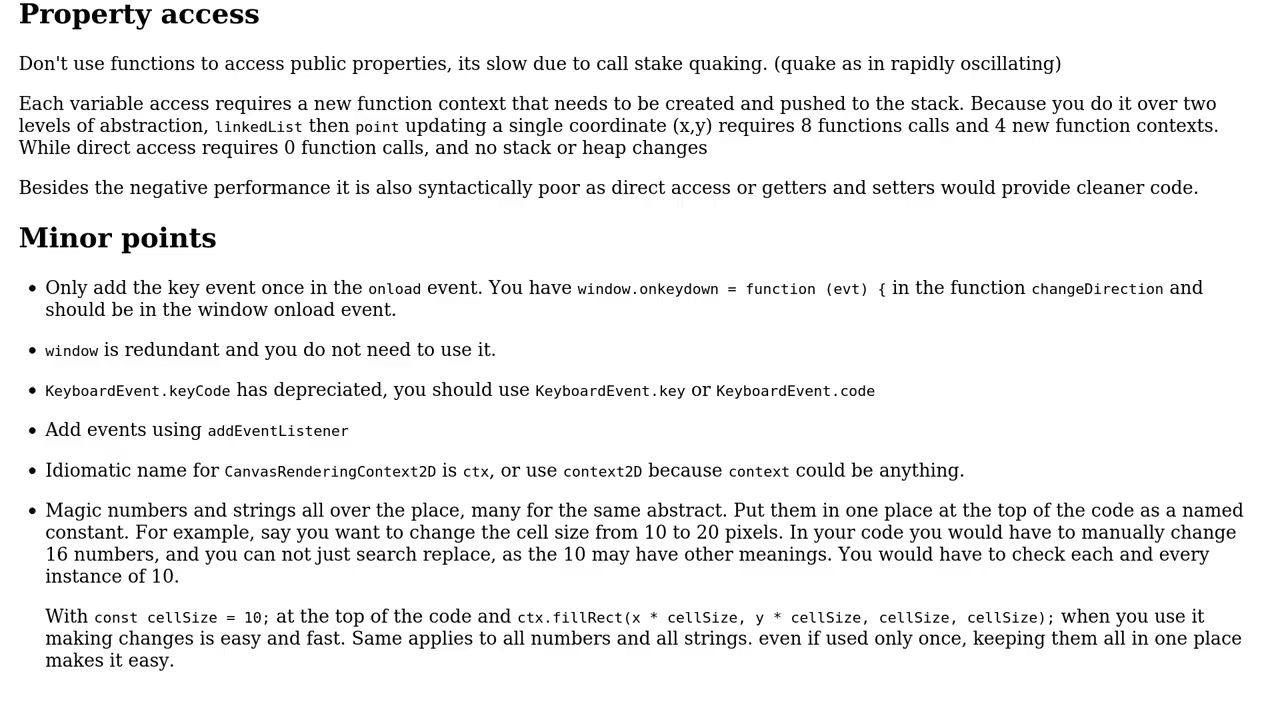 Property access
Don't use functions to access public properties, its slow due to call stake quaking. (quake as in rapidly oscillating)
Each variable access requires a new function context that needs to be created and pushed to the stack. Because you do it over two
levels of abstraction, linkedList then point updating a single coordinate (x,y) requires 8 functions calls and 4 new function contexts.
While direct access requires 0 function calls, and no stack or heap changes
Besides the negative performance it is also syntactically poor as direct access or getters and setters would provide cleaner code.
Minor points
• Only add the key event once in the onload event. You have window.onkeydown = function (evt) { in the function changeDirection and
should be in the window onload event.
• window is redundant and you do not need to use it.
• KeyboardEvent.keyCode has depreciated, you should use KeyboardEvent.key or KeyboardEvent.code
• Add events using addEventListener
• Idiomatic name for CanvasRenderingContext2D is ctx, or use context2D because context could be anything.
• Magic numbers and strings all over the place, many for the same abstract. Put them in one place at the top of the code as a named
constant. For example, say you want to change the cell size from 10 to 20 pixels. In your code you would have to manually change
16 numbers, and you can not just search replace, as the 10 may have other meanings. You would have to check each and every
instance of 10.
With const cellSize = 10; at the top of the code and ctx.fillRect(x * cellSize, y * cellSize, cellSize, cellSize); when you use it
making changes is easy and fast. Same applies to all numbers and all strings. even if used only once, keeping them all in one place
makes it easy.